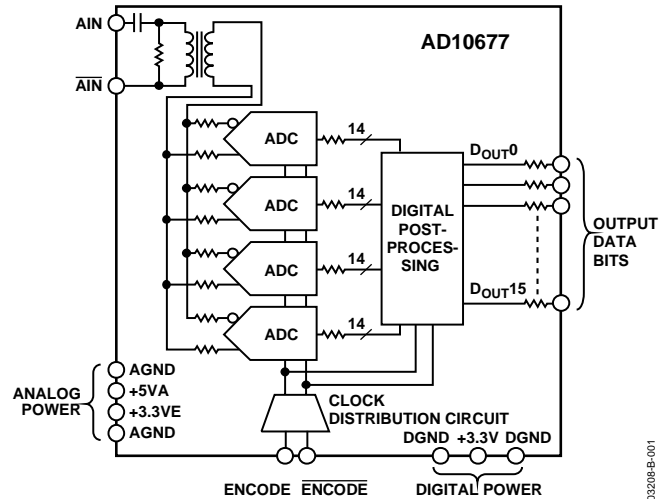 AIN
AD10677
AIN
ADC
14
DOUT0
ADC
14
DIGITAL
POST-
PROCES-
SING
OUTPUT
DATA
BITS
ADC
14
DOUT15
ADC
14
ANALOG
POWER
AGND
+5VA
+3.3VE
AGND
CLOCK
DISTRIBUTION CIRCUIT
DGND +3.3V DGND
ENCODE ENCODE
DIGITAL POWER
03208-B-001